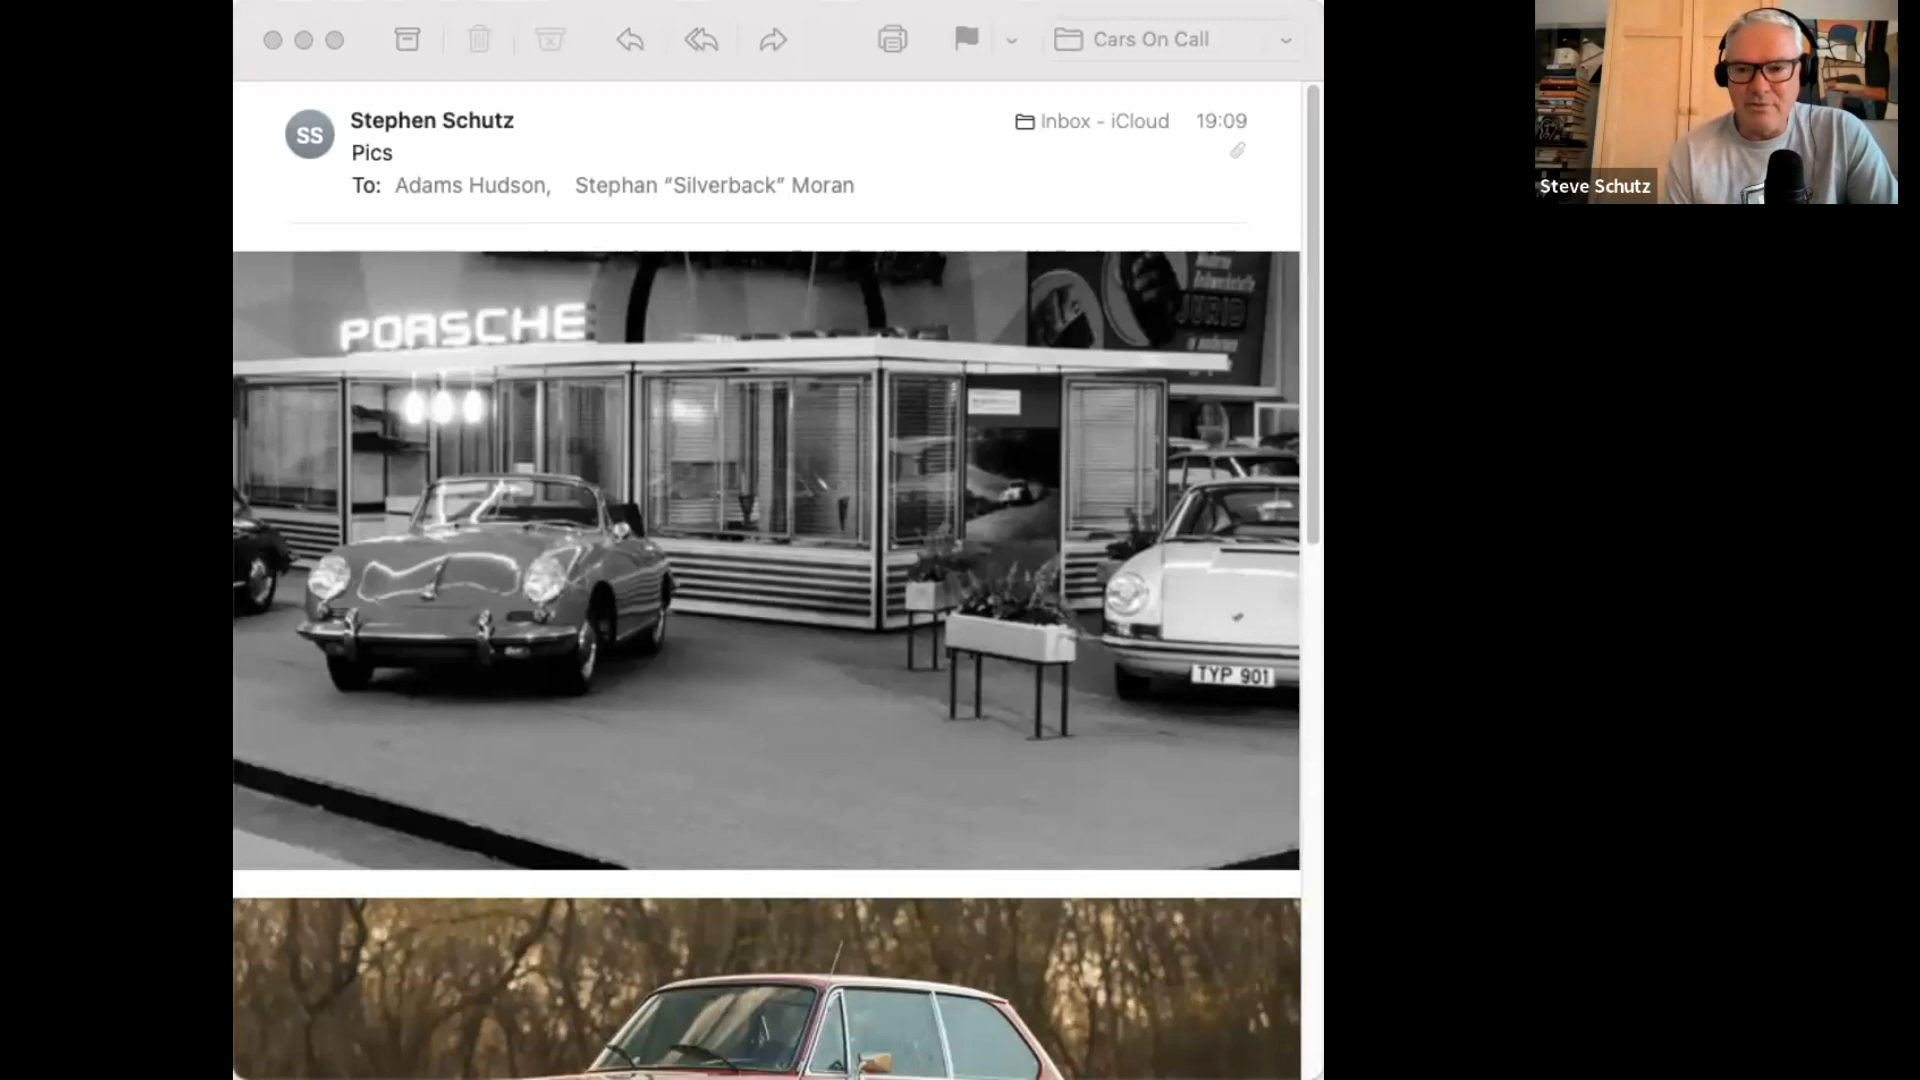 Cars On Call
SS
Stephen Schutz
Inbox - iCloud 19:09
Pics
To: Adams Hudson, Stephan “Silverback” Moran
PORSCHE
JURID
TYP 901
Steve Schutz